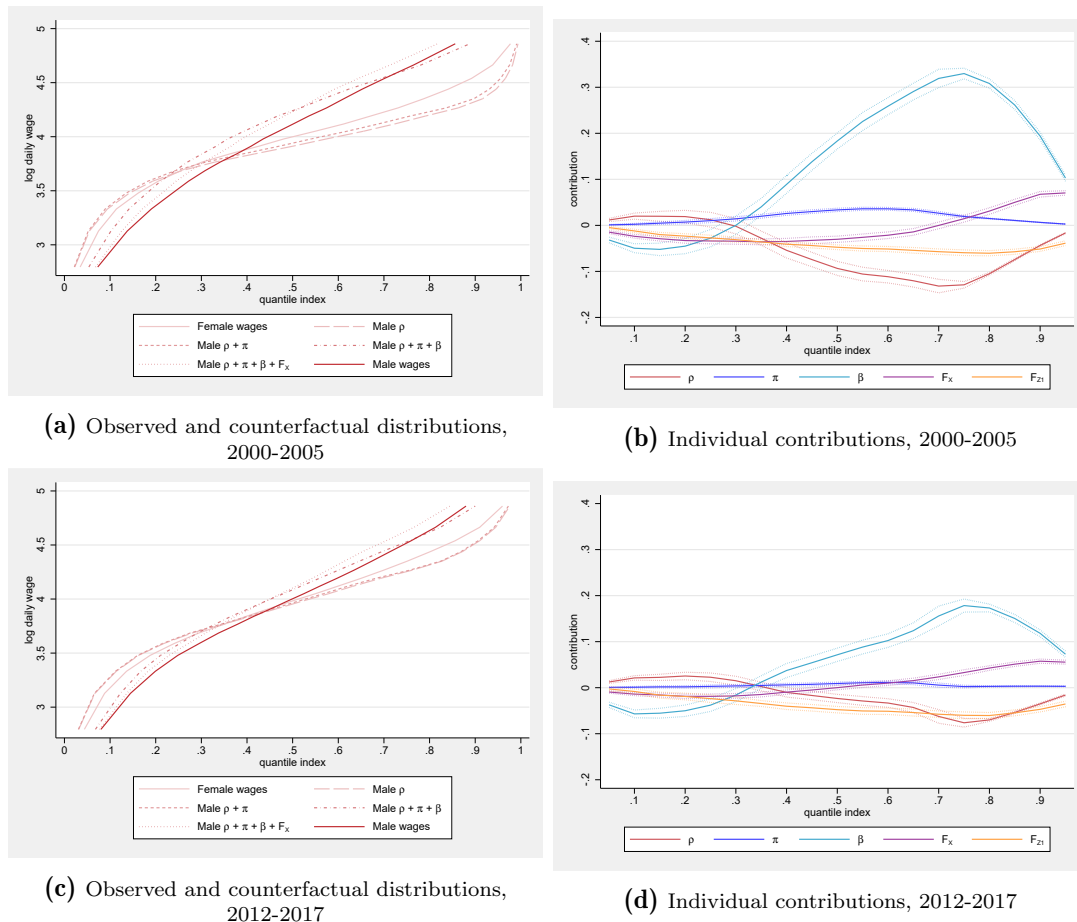 5
4.5
4
3.5
3
log daily wage
0 .1 .2 .3 .4 .5 .6 .7 .8 .9 1
quantile index
Female wages Male ρ
Male ρ + π Male ρ + π + β
Male ρ + π + β + Fx Male wages
(a) Observed and counterfactual distributions,
2000-2005
.4
.3
.2
.1
0
-.1
-.2
contribution
.1 .2 .3 .4 .5 .6 .7 .8 .9
quantile index
ρ π β Fx Fz1
(b) Individual contributions, 2000-2005
5
4.5
4
3.5
3
log daily wage
0 .1 .2 .3 .4 .5 .6 .7 .8 .9 1
quantile index
Female wages Male ρ
Male ρ + π Male ρ + π + β
Male ρ + π + β + Fx Male wages
(c) Observed and counterfactual distributions,
2012-2017
.4
.3
.2
.1
0
-.1
-.2
contribution
.1 .2 .3 .4 .5 .6 .7 .8 .9
quantile index
ρ π β Fx Fz1
(d) Individual contributions, 2012-2017